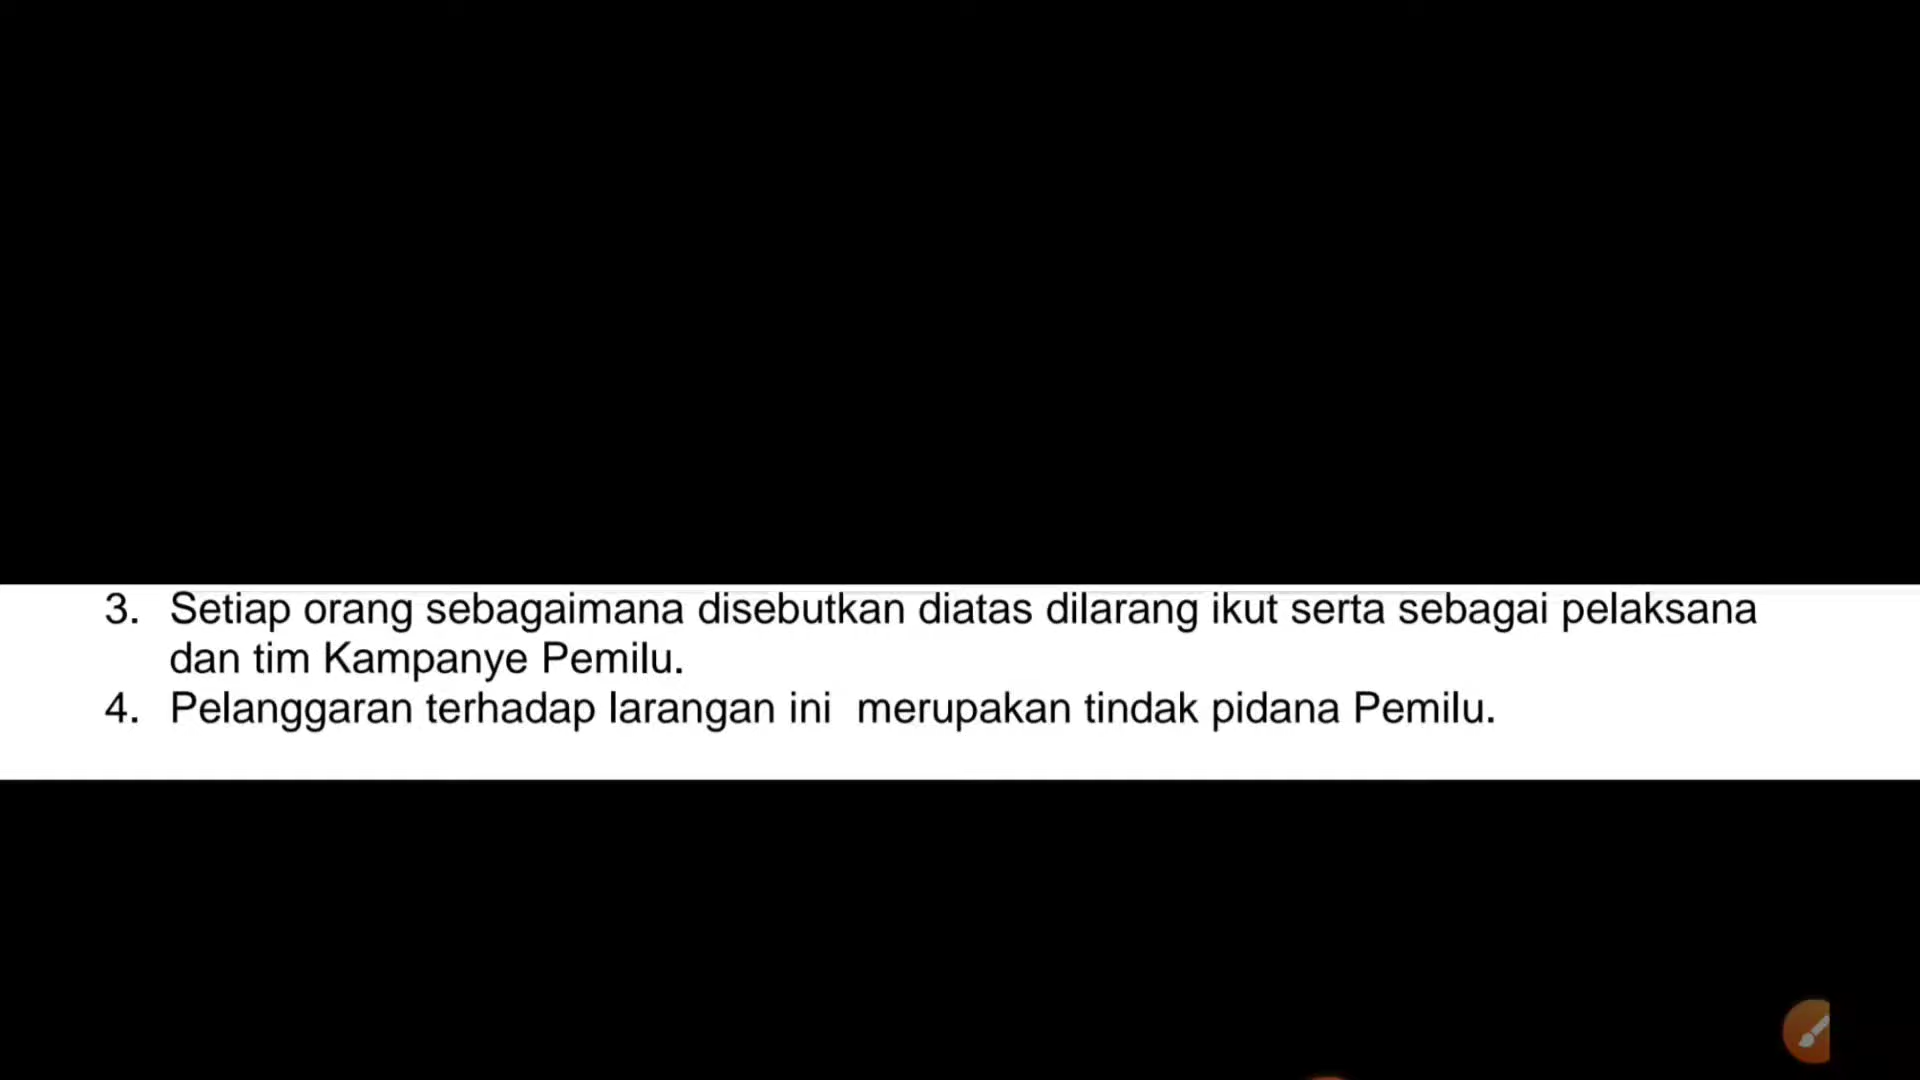 3. Setiap orang sebagaimana disebutkan diatas dilarang ikut serta sebagai pelaksana
dan tim Kampanye Pemilu.
4. Pelanggaran terhadap larangan ini  merupakan tindak pidana Pemilu.